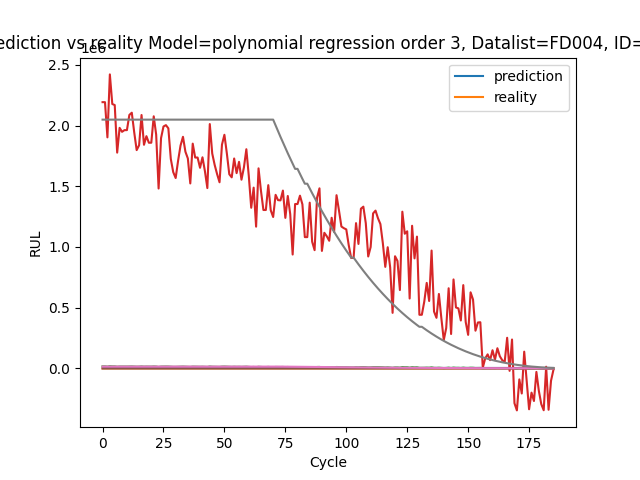 ediction vs reality Model=polynomial regression order 3, Datalist=FD004, ID=
1e6
2.5
2.0
1.5
1.0
0.5
0.0
RUL
prediction
reality
0 25 50 75 100 125 150 175
Cycle